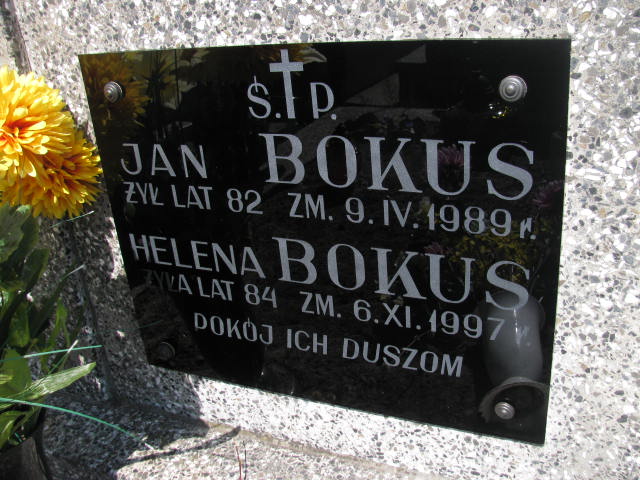 Ś. P.
JAN BOKUS
ŻYŁ LAT 82 ZM. 9.IV.1989 r.
HELENA BOKUS
ŻYŁA LAT 84 ZM. 6.XI.1997 r.
POKÓJ ICH DUSZOM